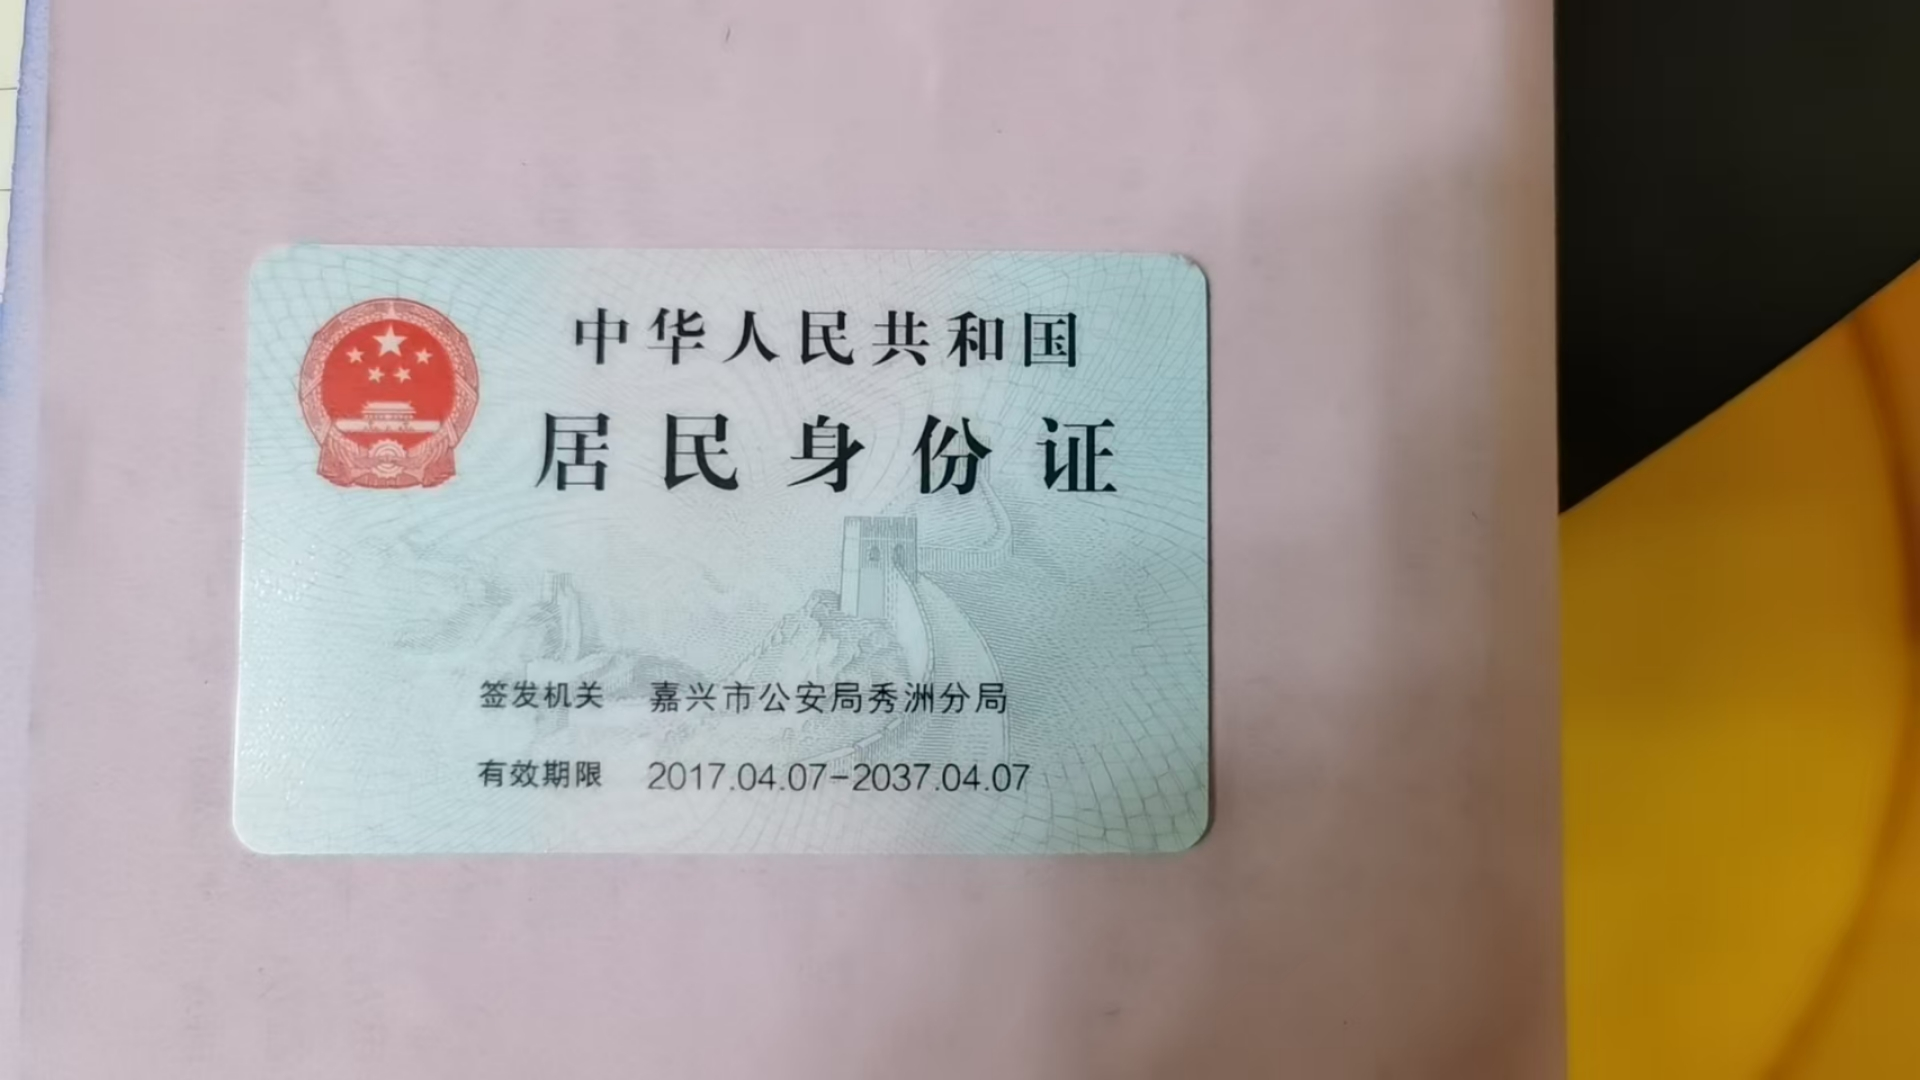 中华人民共和国
居民身份证
签发机关 嘉兴市公安局秀洲分局
有效期限 2017.04.07-2037.04.07